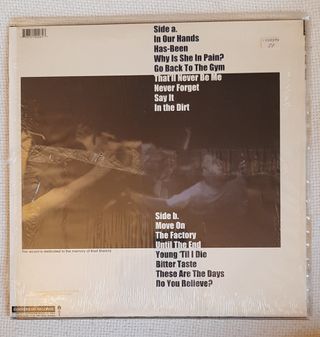 Side a.
In Our Hands
Has-Been
Why Is She In Pain?
Go Back To The Gym
That'll Never Be Me
Never Forget
Say It
In the Dirt
Side b.
Move On
The Factory
Until The End
Young 'Til I Die
Bitter Taste
These Are The Days
Do You Believe?